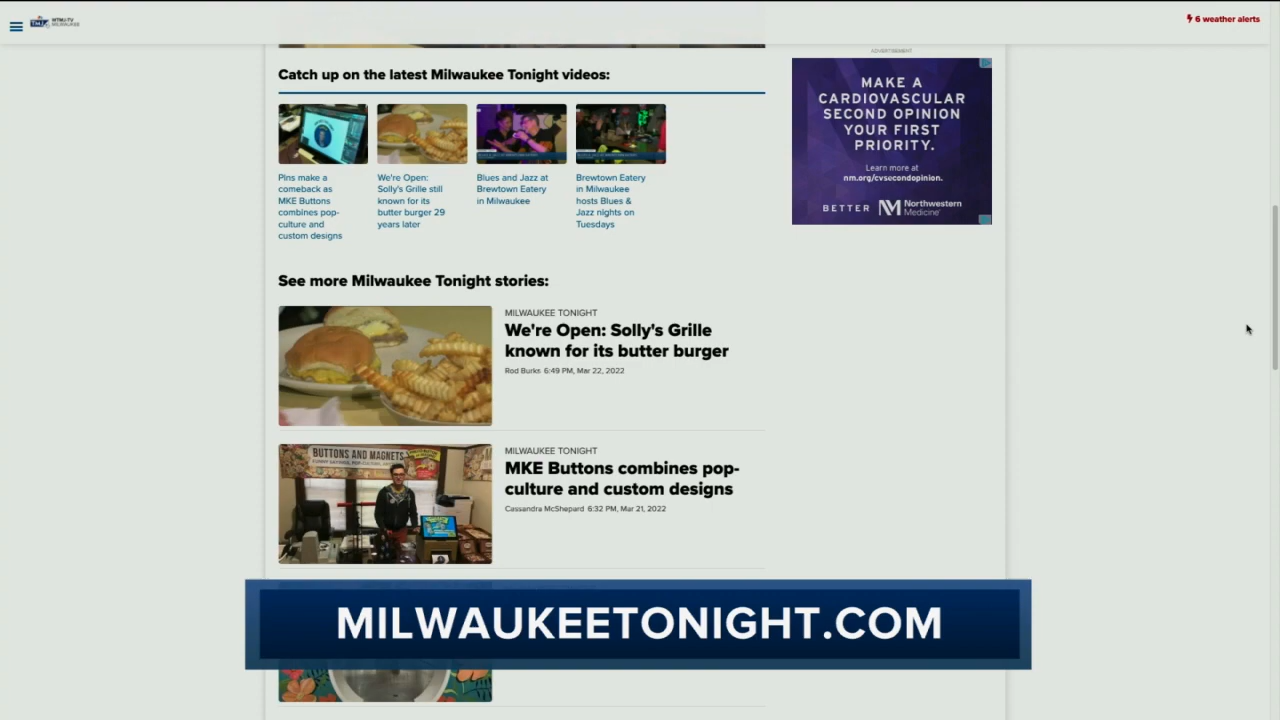 WTMJ-TV
MILWAUKEE
6 weather alerts
Catch up on the latest Milwaukee Tonight videos:
PIns make a
comeback as
MKE Buttons
combines pop-
culture and
custom designs
We're Open:
Solly's Grille still
known for its
butter burger 29
years later
Blues and Jazz at
Brewtown Eatery
in Milwaukee
Brewtown Eatery
in Milwaukee
hosts Blues &
Jazz nights on
Tuesdays
ADVERTISEMENT
MAKE A
CARDIOVASCULAR
SECOND OPINION
YOUR FIRST
PRIORITY.
Learn more at
nm.org/cvsecondopinion.
BETTER
Northwestern
Medicine
See more Milwaukee Tonight stories:
MILWAUKEE TONIGHT
We're Open: Solly's Grille
known for its butter burger
Rod Burks 6:49 PM, Mar 22, 2022
BUTTONS AND MAGNETS
MILWAUKEE TONIGHT
MKE Buttons combines pop-
culture and custom designs
Cassandra McShepard 6:32 PM, Mar 21, 2022
MILWAUKEETONIGHT.COM